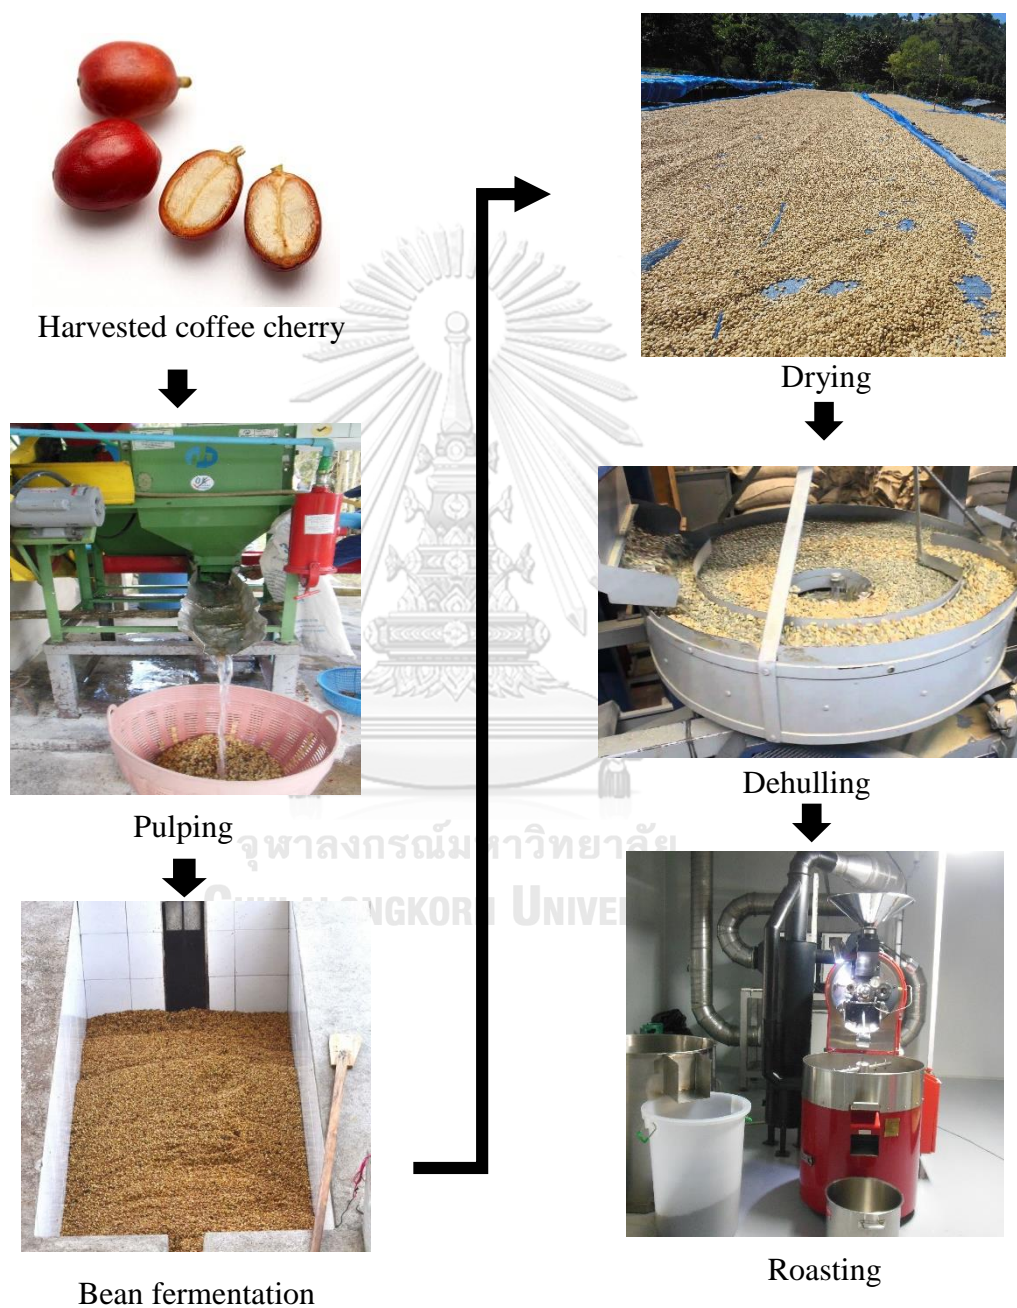 Harvested coffee cherry
Pulping
Bean fermentation
Drying
Dehulling
Roasting
จุฬาลงกรณ์มหาวิทยาลัย